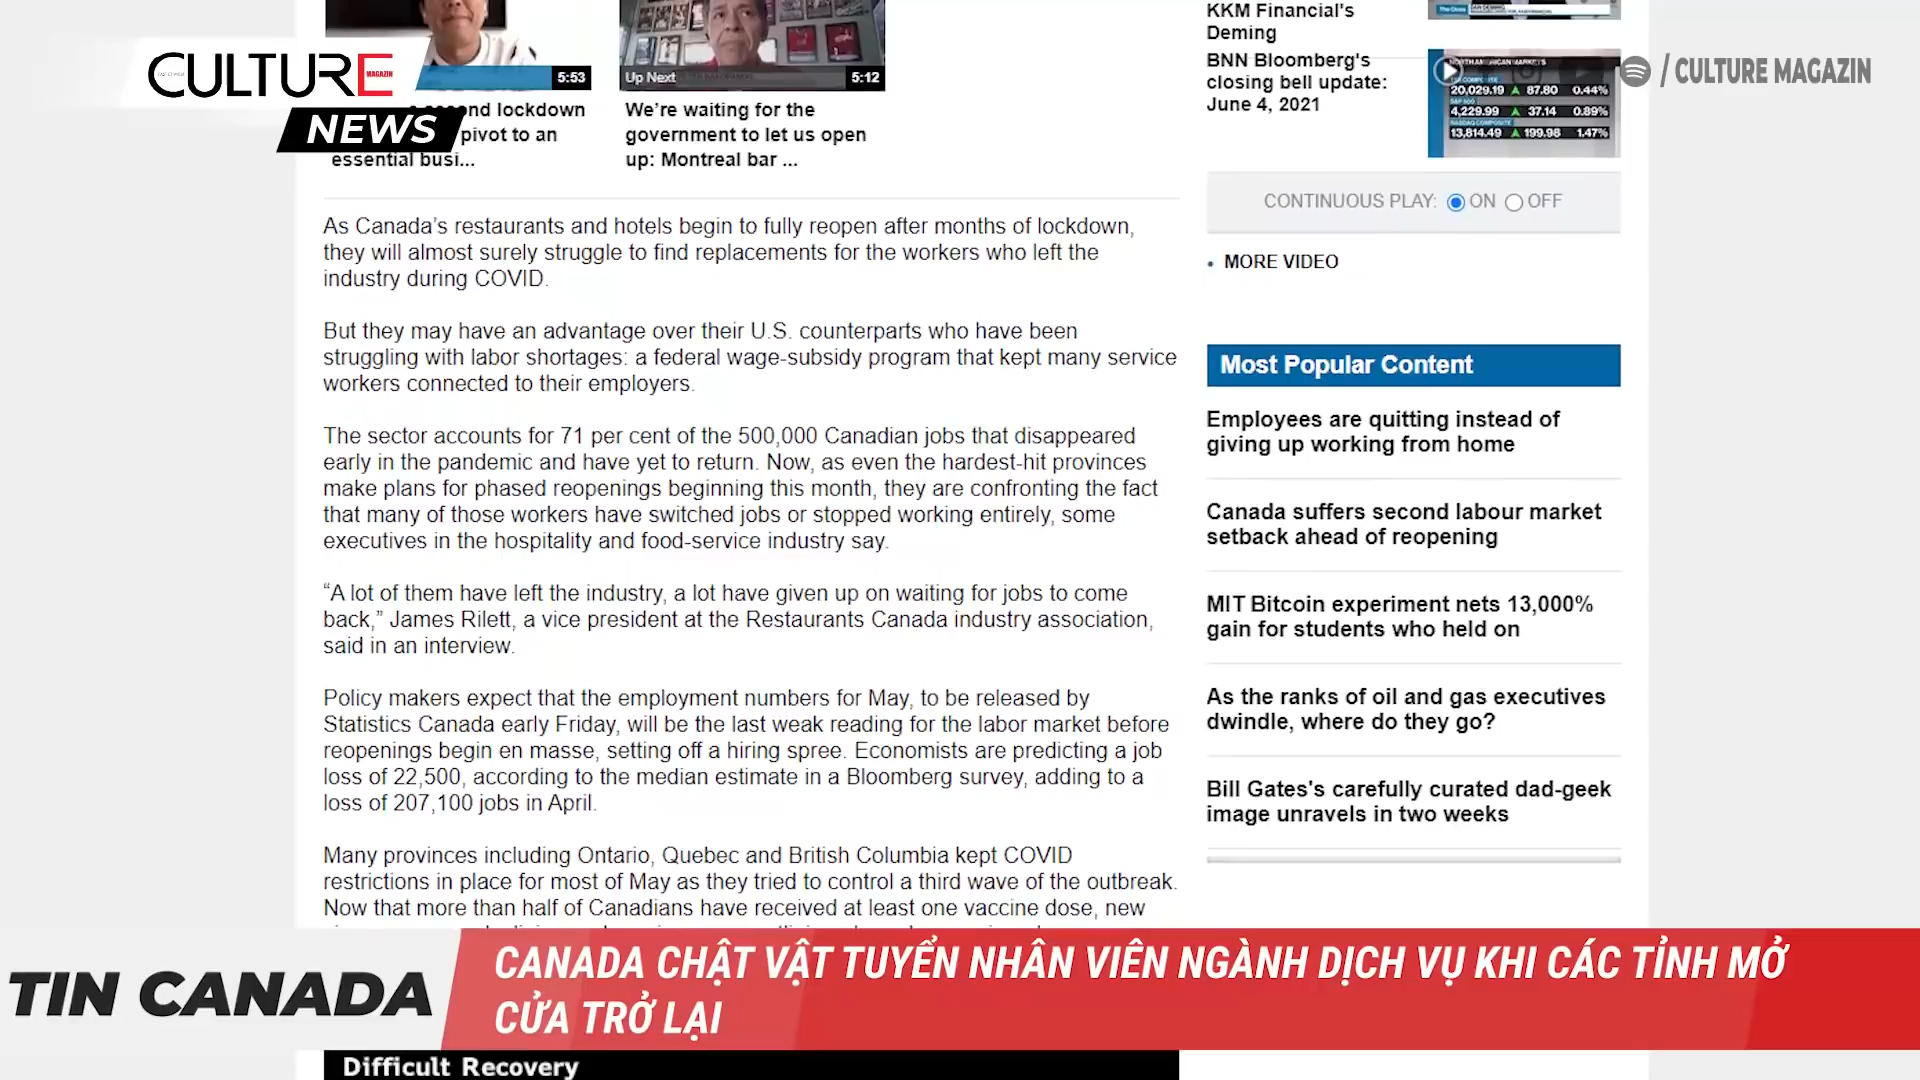 CULTURE
MAGAZIN
NEWS
5:53
Up Next
5:12
second lockdown
pivot to an
essential busi...
We’re waiting for the
government to let us open
up: Montreal bar ...
KKM Financial's
Deming
BNN Bloomberg's
closing bell update:
June 4, 2021
NORTH AMERICAN MARKETS
20,029.19 ▲ 87.80 0.44%
4,229.99 ▲ 37.14 0.89%
13,814.49 ▲ 199.98 1.47%
/ CULTURE MAGAZIN
CONTINUOUS PLAY: ON OFF
• MORE VIDEO
As Canada’s restaurants and hotels begin to fully reopen after months of lockdown,
they will almost surely struggle to find replacements for the workers who left the
industry during COVID.
But they may have an advantage over their U.S. counterparts who have been
struggling with labor shortages: a federal wage-subsidy program that kept many service
workers connected to their employers.
The sector accounts for 71 per cent of the 500,000 Canadian jobs that disappeared
early in the pandemic and have yet to return. Now, as even the hardest-hit provinces
make plans for phased reopenings beginning this month, they are confronting the fact
that many of those workers have switched jobs or stopped working entirely, some
executives in the hospitality and food-service industry say.
“A lot of them have left the industry, a lot have given up on waiting for jobs to come
back,” James Rilett, a vice president at the Restaurants Canada industry association,
said in an interview.
Policy makers expect that the employment numbers for May, to be released by
Statistics Canada early Friday, will be the last weak reading for the labor market before
reopenings begin en masse, setting off a hiring spree. Economists are predicting a job
loss of 22,500, according to the median estimate in a Bloomberg survey, adding to a
loss of 207,100 jobs in April.
Many provinces including Ontario, Quebec and British Columbia kept COVID
restrictions in place for most of May as they tried to control a third wave of the outbreak.
Now that more than half of Canadians have received at least one vaccine dose, new
Most Popular Content
Employees are quitting instead of
giving up working from home
Canada suffers second labour market
setback ahead of reopening
MIT Bitcoin experiment nets 13,000%
gain for students who held on
As the ranks of oil and gas executives
dwindle, where do they go?
Bill Gates's carefully curated dad-geek
image unravels in two weeks
TIN CANADA
CANADA CHẬT VẬT TUYỂN NHÂN VIÊN NGÀNH DỊCH VỤ KHI CÁC TỈNH MỞ
CỬA TRỞ LẠI
Difficult Recovery